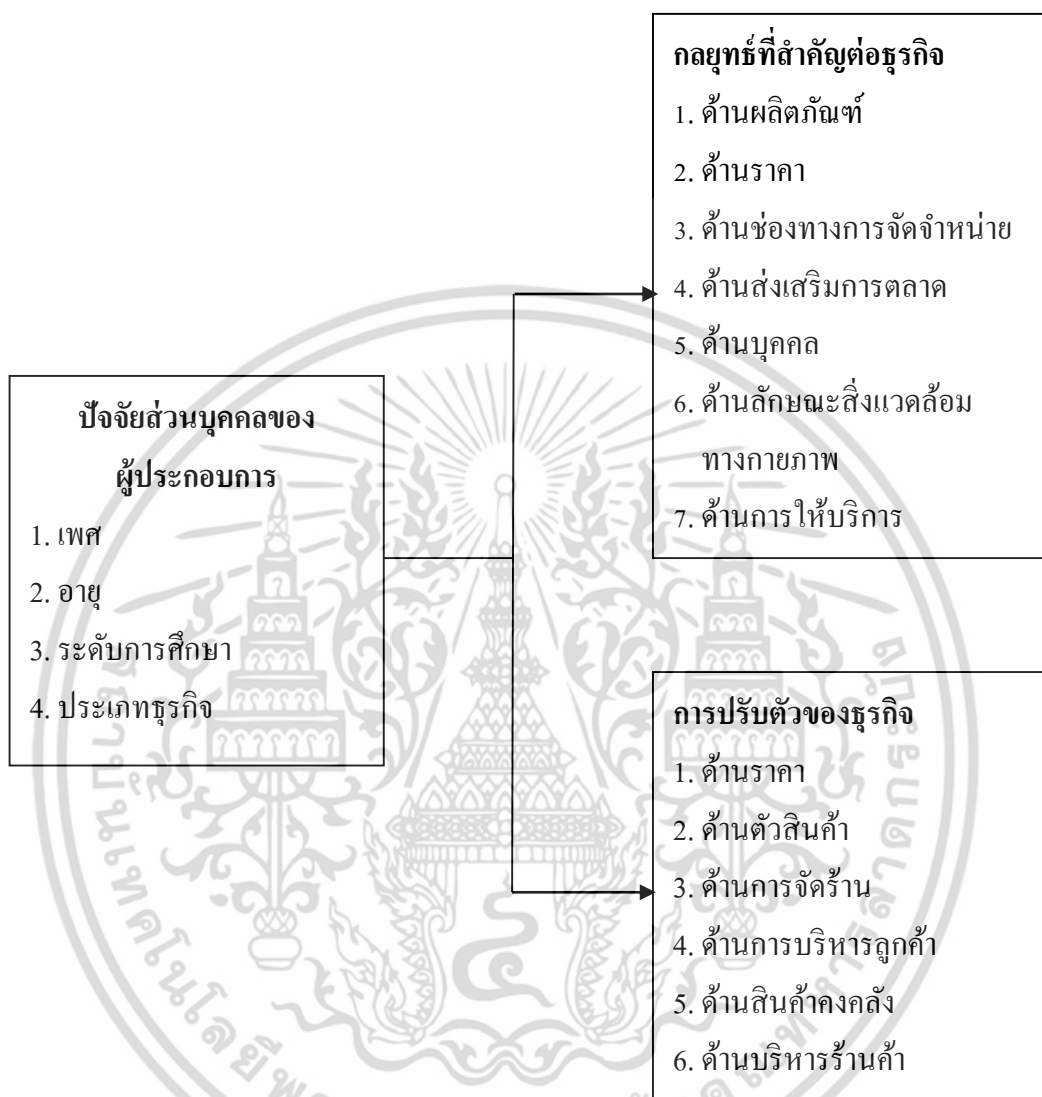 กลยุทธ์ที่สำคัญต่อธุรกิจ
1. ด้านผลิตภัณฑ์
2. ด้านราคา
3. ด้านช่องทางการจัดจำหน่าย
4. ด้านส่งเสริมการตลาด
5. ด้านบุคคล
6. ด้านลักษณะสิ่งแวดล้อม
ทางกายภาพ
7. ด้านการให้บริการ
ปัจจัยส่วนบุคคลของ
ผู้ประกอบการ
1. เพศ
2. อายุ
3. ระดับการศึกษา
4. ประเภทธุรกิจ
การปรับตัวของธุรกิจ
1. ด้านราคา
2. ด้านตัวสินค้า
3. ด้านการจัดร้าน
4. ด้านการบริหารลูกค้า
5. ด้านสินค้าคงคลัง
6. ด้านบริหารร้านค้า